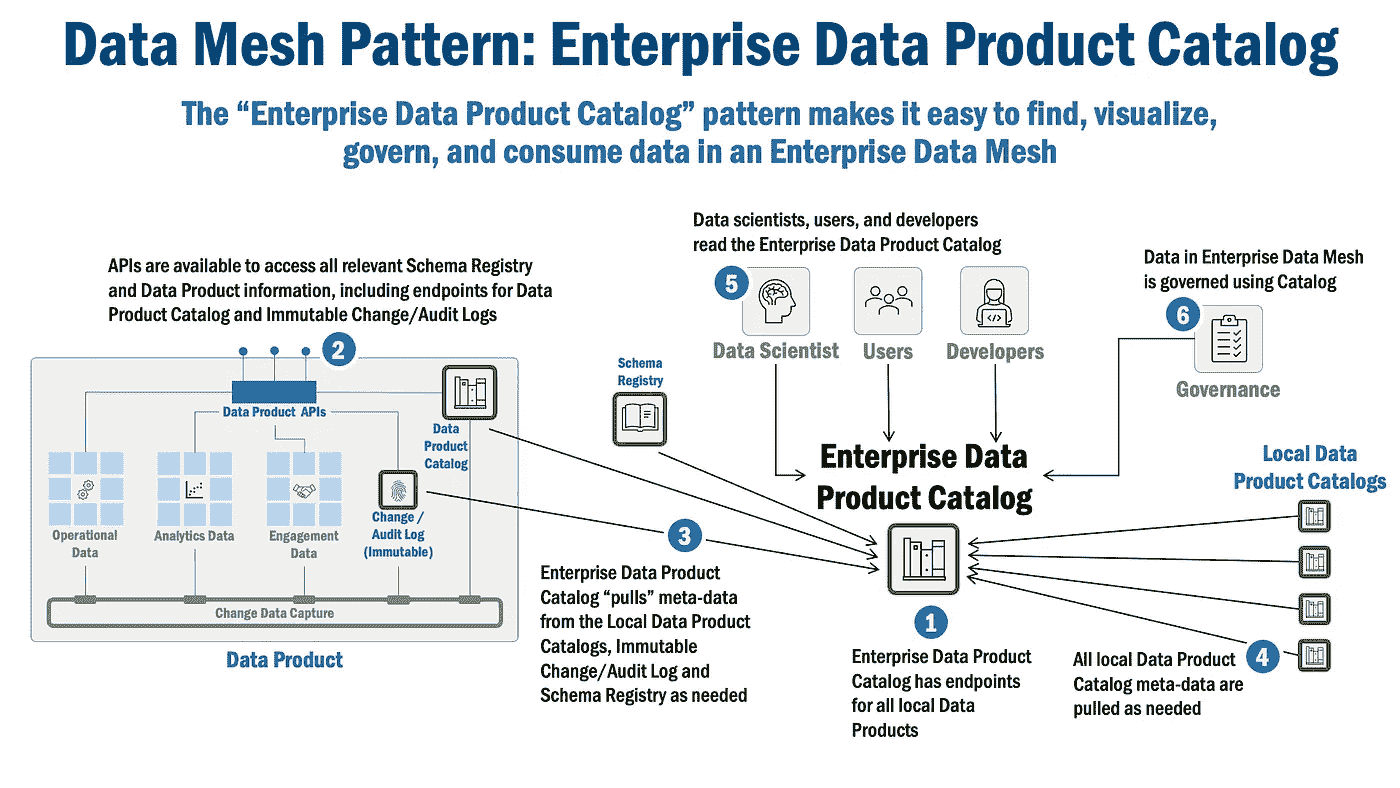 Data Mesh Pattern: Enterprise Data Product Catalog
The “Enterprise Data Product Catalog” pattern makes it easy to find, visualize,
govern, and consume data in an Enterprise Data Mesh
APIs are available to access all relevant Schema Registry
and Data Product information, including endpoints for Data
Product Catalog and Immutable Change/Audit Logs
2
Data Product APIs
Data
Product
Catalog
Operational
Data
Analytics Data
Engagement
Data
Change /
Audit Log
(Immutable)
Change Data Capture
Data Product
Schema
Registry
3
Enterprise Data Product
Catalog “pulls” meta-data
from the Local Data Product
Catalogs, Immutable
Change/Audit Log and
Schema Registry as needed
Data scientists, users, and developers
read the Enterprise Data Product Catalog
5
Data Scientist
Users
Developers
Enterprise Data
Product Catalog
1
Enterprise Data Product
Catalog has endpoints
for all local Data
Products
Data in Enterprise Data Mesh
is governed using Catalog
6
Governance
Local Data
Product Catalogs
4
All local Data Product
Catalog meta-data are
pulled as needed